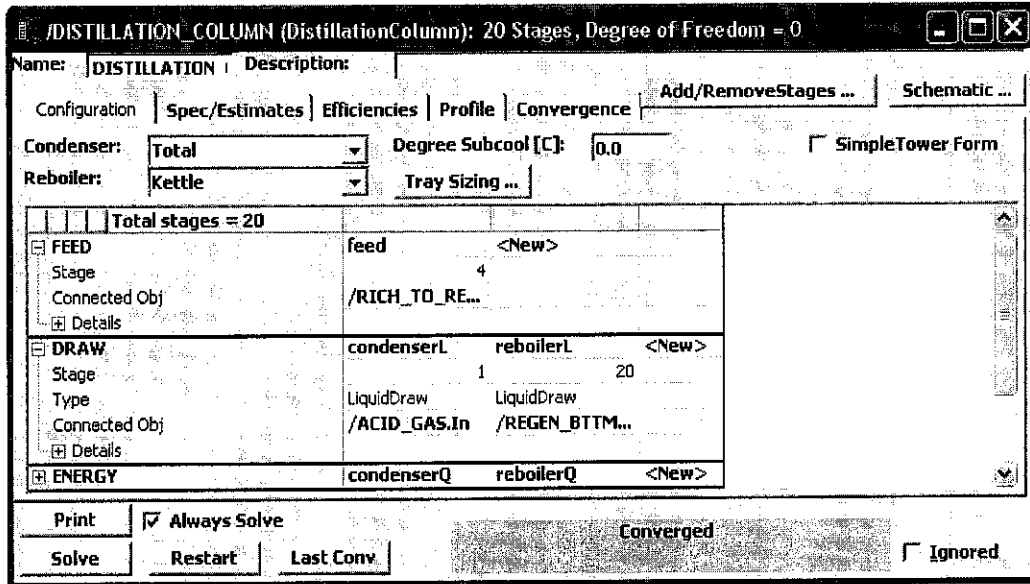 /DISTILLATION_COLUMN (DistillationColumn): 20 Stages, Degree of Freedom = 0
Name: DISTILLATION Description:
Configuration Spec/Estimates Efficiencies Profile Convergence Add/RemoveStages ... Schematic ...
Condenser: Total Degree Subcool [C]: 0.0 SimpleTower Form
Reboiler: Kettle Tray Sizing ...
Total stages = 20
FEED feed <New>
Stage 4
Connected Obj /RICH_TO_RE...
Details
DRAW condenserL reboilerL <New>
Stage 1 20
Type LiquidDraw LiquidDraw
Connected Obj /ACID_GAS.In /REGEN_BTTM...
Details
ENERGY condenserQ reboilerQ <New>
Print Always Solve Converged
Solve Restart Last Conv Ignored